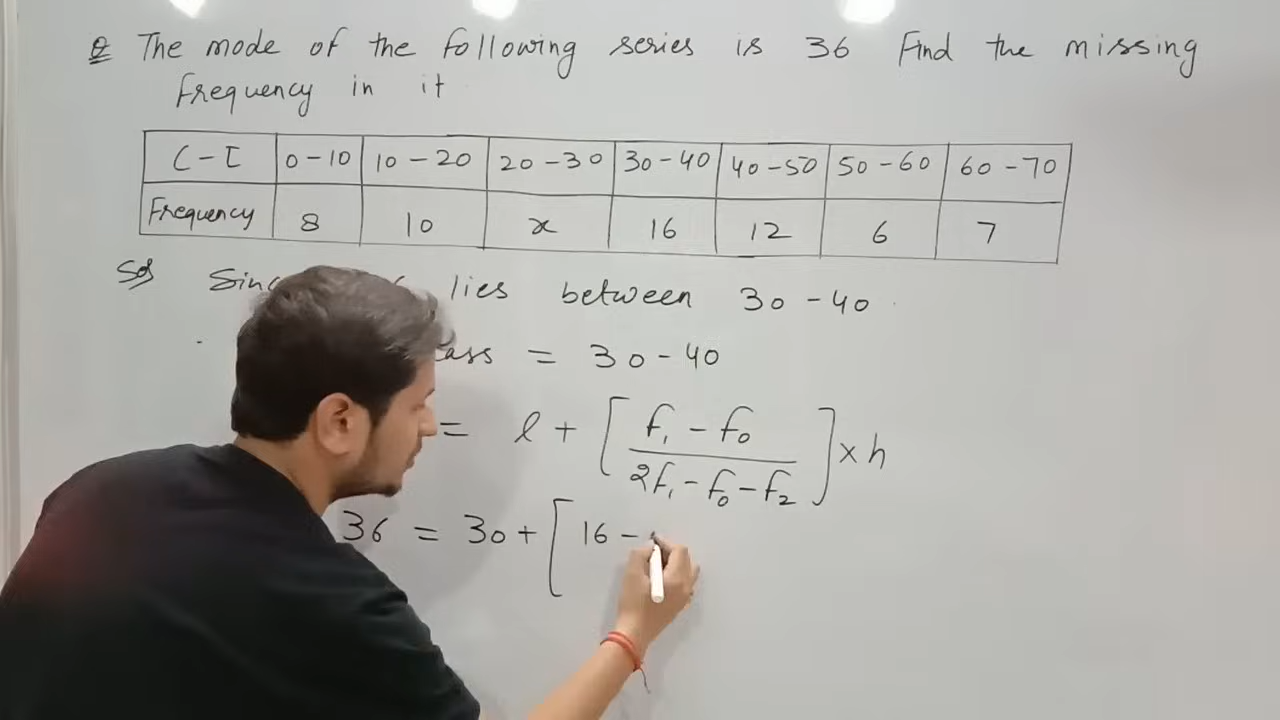 Q The mode of the following series is 36 Find the missing
frequency in it
C-I 0-10 10-20 20-30 30-40 40-50 50-60 60-70
Frequency 8 10 x 16 12 6 7
Sol lies between 30-40
= 30-40
= l + [ f₁ - f₀ / 2f₁ - f₀ - f₂ ] × h
36 = 30 + [ 16 -